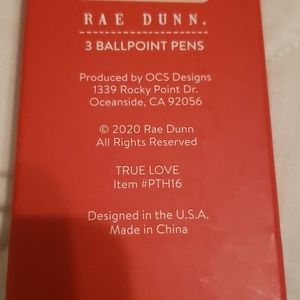 RAE DUNN.
3 BALLPOINT PENS
Produced by OCS Designs
1339 Rocky Point Dr.
Oceanside, CA 92056
© 2020 Rae Dunn
All Rights Reserved
TRUE LOVE
Item #PTH16
Designed in the U.S.A.
Made in China